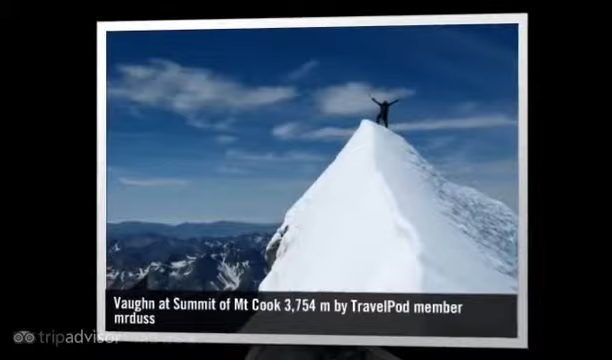 Vaughn at Summit of Mt Cook 3,754 m by TravelPod member
mrduss
tripadvisor